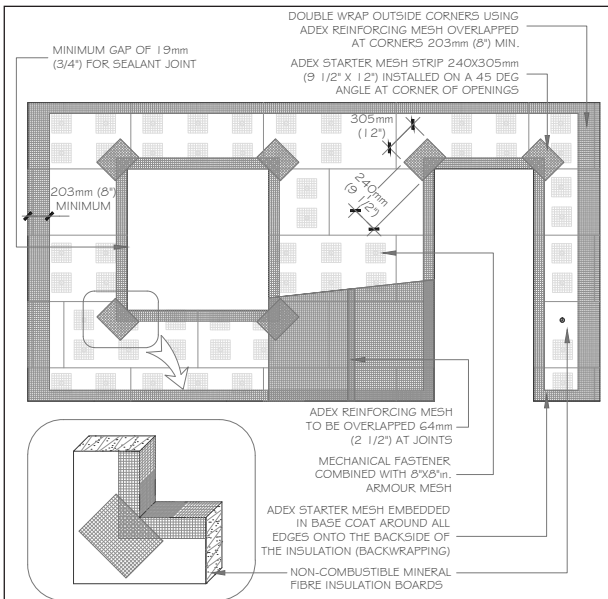 DOUBLE WRAP OUTSIDE CORNERS USING
ADEX REINFORCING MESH OVERLAPPED
AT CORNERS 203mm (8") MIN.
MINIMUM GAP OF 19mm
(3/4") FOR SEALANT JOINT
ADEX STARTER MESH STRIP 240X305mm
(9 1/2" X 12") INSTALLED ON A 45 DEG
ANGLE AT CORNER OF OPENINGS
305mm
(12")
203mm (8")
MINIMUM
240mm
(9 1/2")
ADEX REINFORCING MESH
TO BE OVERLAPPED 64mm
(2 1/2") AT JOINTS
MECHANICAL FASTENER
COMBINED WITH 8"X8"in.
ARMOUR MESH
ADEX STARTER MESH EMBEDDED
IN BASE COAT AROUND ALL
EDGES ONTO THE BACKSIDE OF
THE INSULATION (BACKWRAPPING)
NON-COMBUSTIBLE MINERAL
FIBRE INSULATION BOARDS